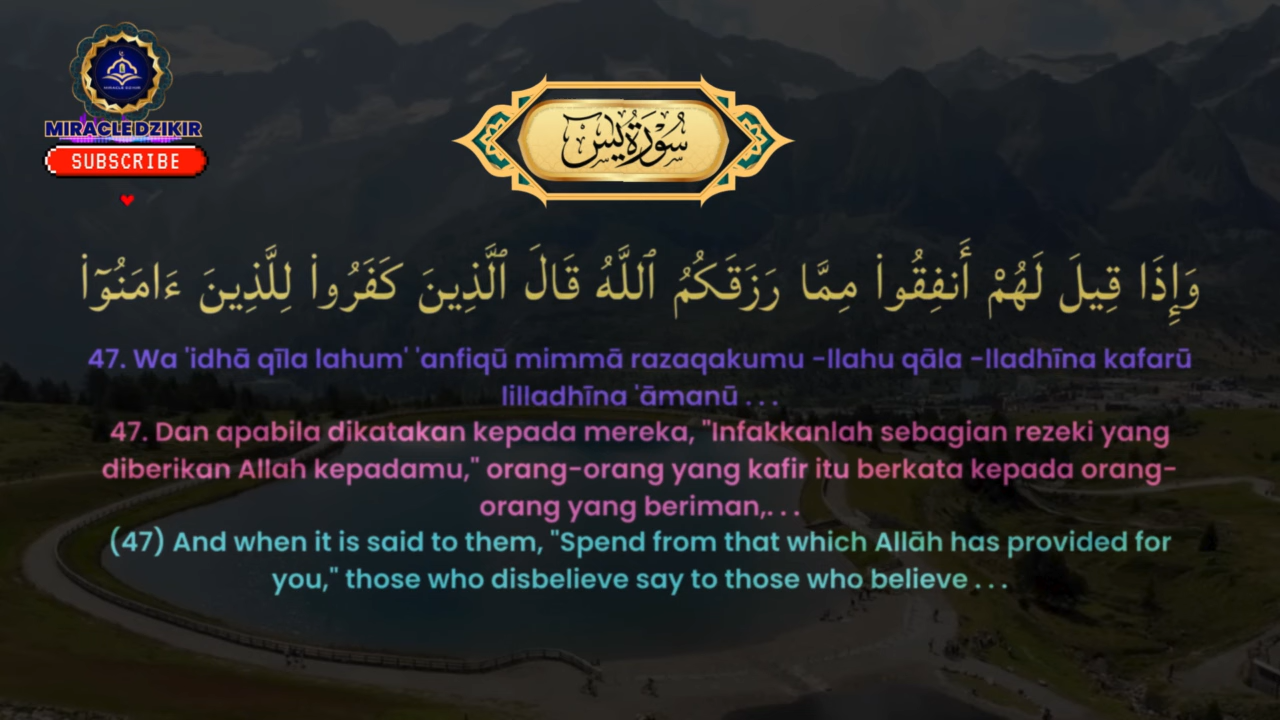 MIRACLE DZIKIR
MIRACLE DZIKIR
SUBSCRIBE
سُورَةُ يس
وَإِذَا قِيلَ لَهُمْ أَنفِقُوا۟ مِمَّا رَزَقَكُمُ ٱللَّهُ قَالَ ٱلَّذِينَ كَفَرُوا۟ لِلَّذِينَ ءَامَنُوٓا۟
47. Wa 'idhā qīla lahum' 'anfiqū mimmā razaqakumu -llahu qāla -lladhīna kafarū
lilladhīna 'āmanū . . .
47. Dan apabila dikatakan kepada mereka, "Infakkanlah sebagian rezeki yang
diberikan Allah kepadamu," orang-orang yang kafir itu berkata kepada orang-
orang yang beriman,. . .
(47) And when it is said to them, "Spend from that which Allāh has provided for
you," those who disbelieve say to those who believe . . .